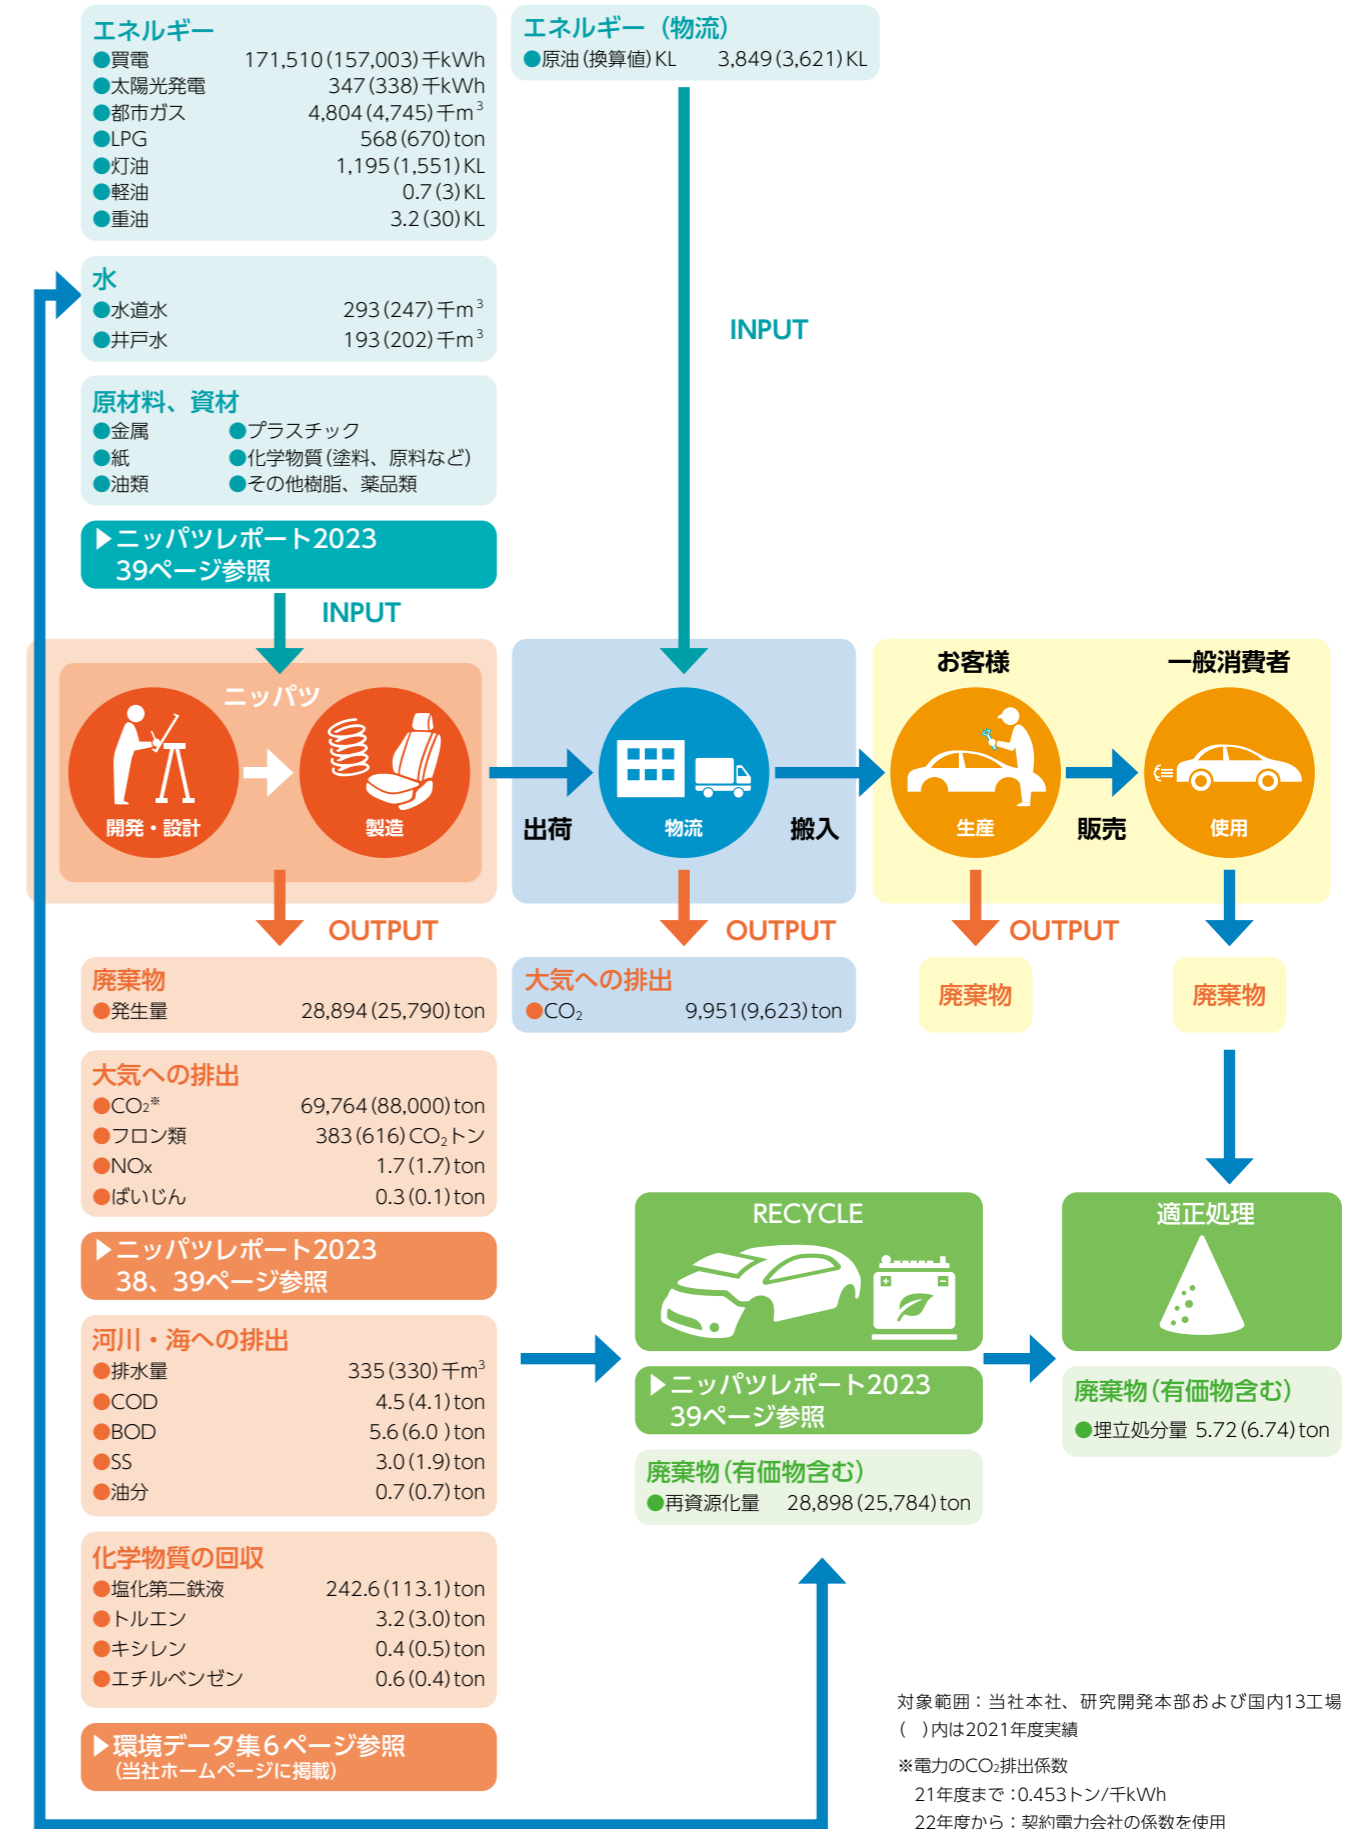 エネルギー
●買電 171,510(157,003)千kWh
●太陽光発電 347(338)千kWh
●都市ガス 4,804(4,745)千m³
●LPG 568(670)ton
●灯油 1,195(1,551)KL
●軽油 0.7(3)KL
●重油 3.2(30)KL
エネルギー（物流）
●原油(換算値)KL 3,849(3,621)KL
水
●水道水 293(247)千m³
●井戸水 193(202)千m³
INPUT
原材料、資材
●金属 ●プラスチック
●紙 ●化学物質(塗料、原料など)
●油類 ●その他樹脂、薬品類
▶ニッパツレポート2023
39ページ参照
INPUT
ニッパツ
開発・設計
製造
出荷
物流
搬入
お客様
生産
販売
一般消費者
使用
OUTPUT
OUTPUT
OUTPUT
廃棄物
●発生量 28,894(25,790)ton
大気への排出
●CO₂ 9,951(9,623)ton
廃棄物
廃棄物
大気への排出
●CO₂※ 69,764(88,000)ton
●フロン類 383(616)CO₂トン
●NOx 1.7(1.7)ton
●ばいじん 0.3(0.1)ton
▶ニッパツレポート2023
38、39ページ参照
河川・海への排出
●排水量 335(330)千m³
●COD 4.5(4.1)ton
●BOD 5.6(6.0 )ton
●SS 3.0(1.9)ton
●油分 0.7(0.7)ton
RECYCLE
▶ニッパツレポート2023
39ページ参照
廃棄物(有価物含む)
●再資源化量 28,898(25,784)ton
適正処理
廃棄物(有価物含む)
●埋立処分量 5.72(6.74)ton
化学物質の回収
●塩化第二鉄液 242.6(113.1)ton
●トルエン 3.2(3.0)ton
●キシレン 0.4(0.5)ton
●エチルベンゼン 0.6(0.4)ton
▶環境データ集6ページ参照
(当社ホームページに掲載)
対象範囲：当社本社、研究開発本部および国内13工場
( )内は2021年度実績
※電力のCO₂排出係数
21年度まで：0.453トン/千kWh
22年度から：契約電力会社の係数を使用